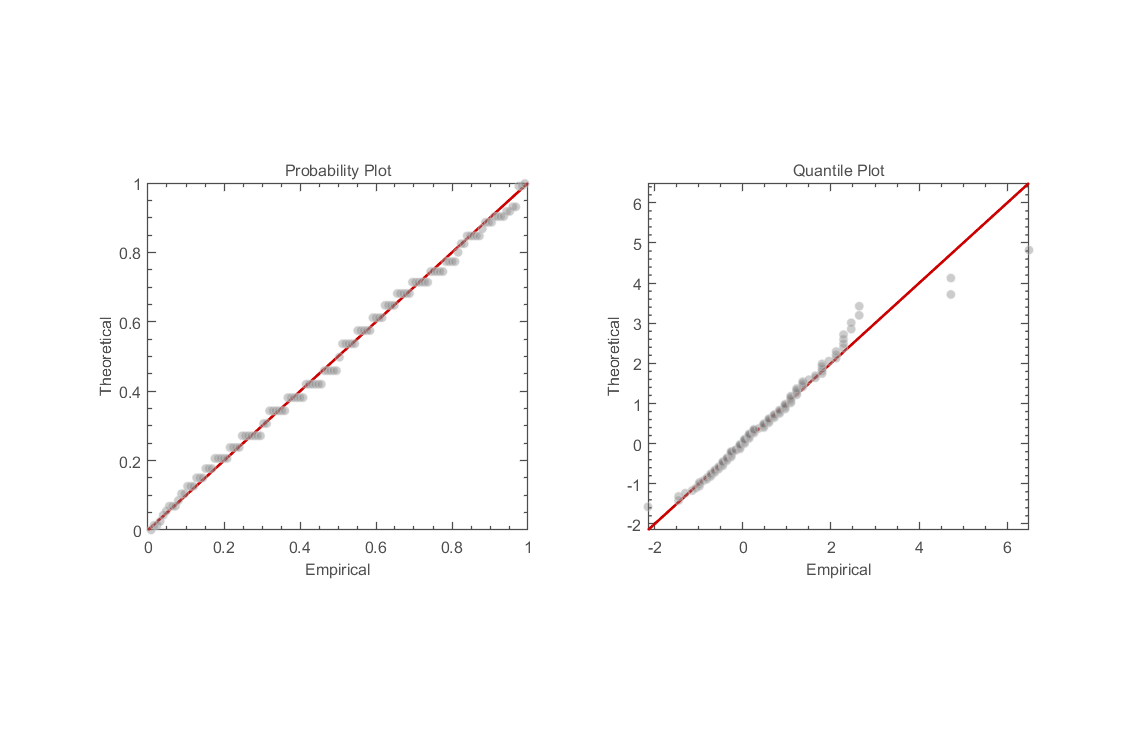 Probability Plot
1
0.8
0.6
0.4
0.2
0
Theoretical
0 0.2 0.4 0.6 0.8 1
Empirical
Quantile Plot
6
5
4
3
2
1
0
-1
-2
Theoretical
-2 0 2 4 6
Empirical